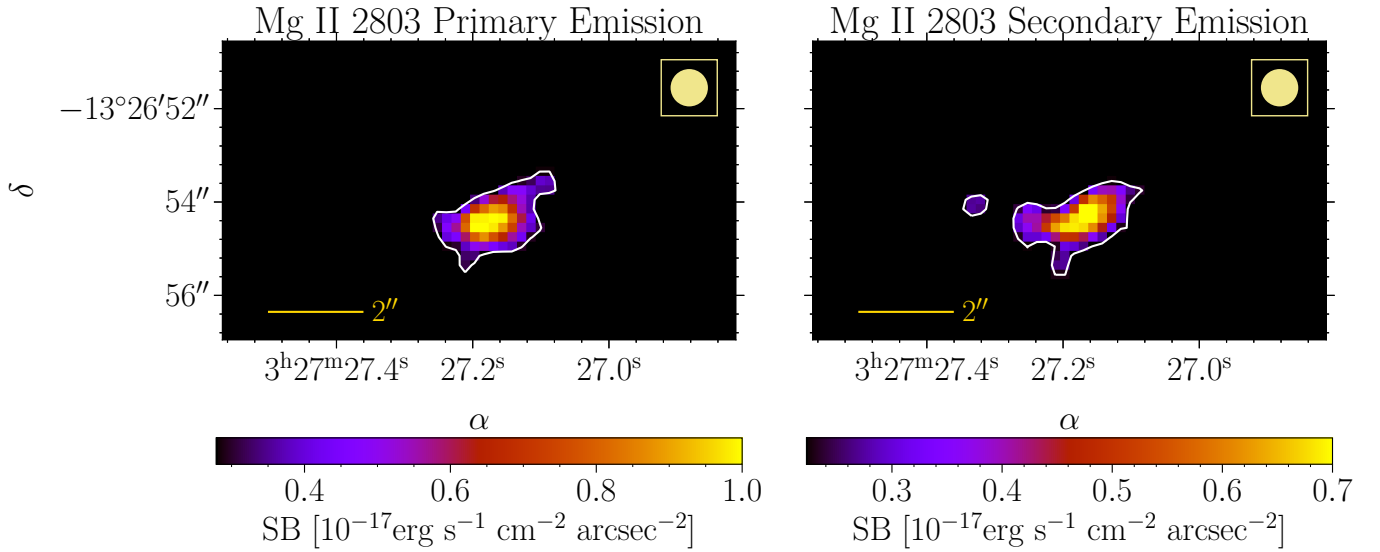 Mg II 2803 Primary Emission
Mg II 2803 Secondary Emission
−13°26′52″
54″
56″
δ
2″
2″
3ʰ27ᵐ27.4ˢ 27.2ˢ 27.0ˢ
3ʰ27ᵐ27.4ˢ 27.2ˢ 27.0ˢ
α
α
0.4 0.6 0.8 1.0
0.3 0.4 0.5 0.6 0.7
SB [10⁻¹⁷erg s⁻¹ cm⁻² arcsec⁻²]
SB [10⁻¹⁷erg s⁻¹ cm⁻² arcsec⁻²]